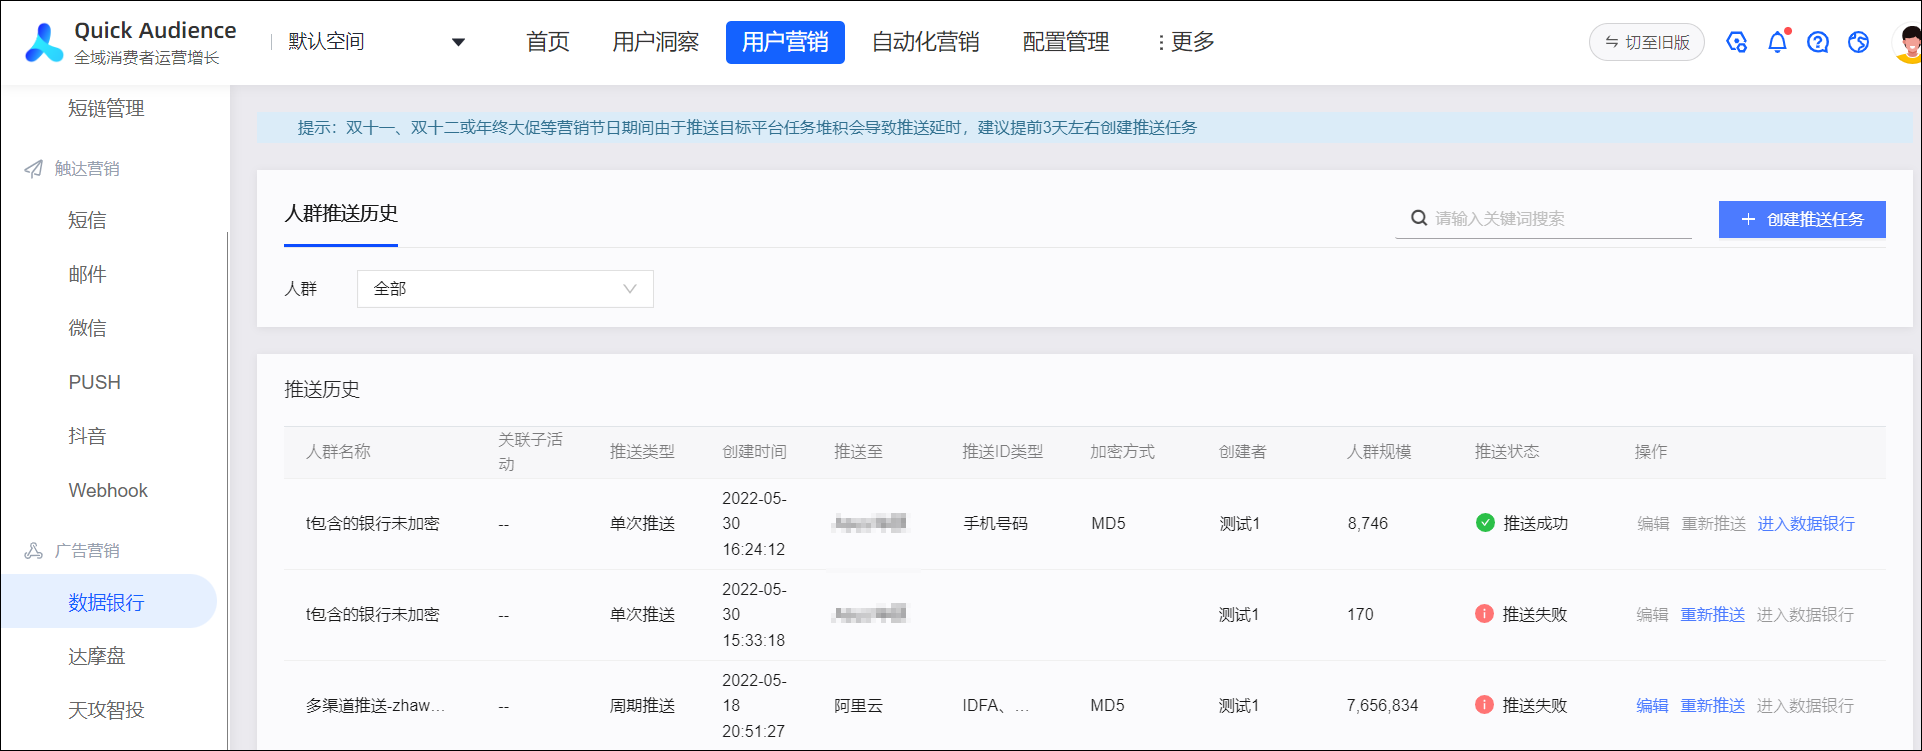 Quick Audience
全域消费者运营增长
默认空间
首页
用户洞察
用户营销
自动化营销
配置管理
更多
切至旧版
短链管理
触达营销
短信
邮件
微信
PUSH
抖音
Webhook
广告营销
数据银行
达摩盘
天攻智投
提示：双十一、双十二或年终大促等营销节日期间由于推送目标平台任务堆积会导致推送延时，建议提前3天左右创建推送任务
人群推送历史
请输入关键词搜索
+ 创建推送任务
人群
全部
推送历史
人群名称 关联子活动 推送类型 创建时间 推送至 推送ID类型 加密方式 创建者 人群规模 推送状态 操作
t包含的银行未加密 -- 单次推送 2022-05-30 16:24:12 手机号码 MD5 测试1 8,746 推送成功 编辑 重新推送 进入数据银行
t包含的银行未加密 -- 单次推送 2022-05-30 15:33:18 测试1 170 推送失败 编辑 重新推送 进入数据银行
多渠道推送-zhaw... -- 周期推送 2022-05-18 20:51:27 阿里云 IDFA、... MD5 测试1 7,656,834 推送失败 编辑 重新推送 进入数据银行